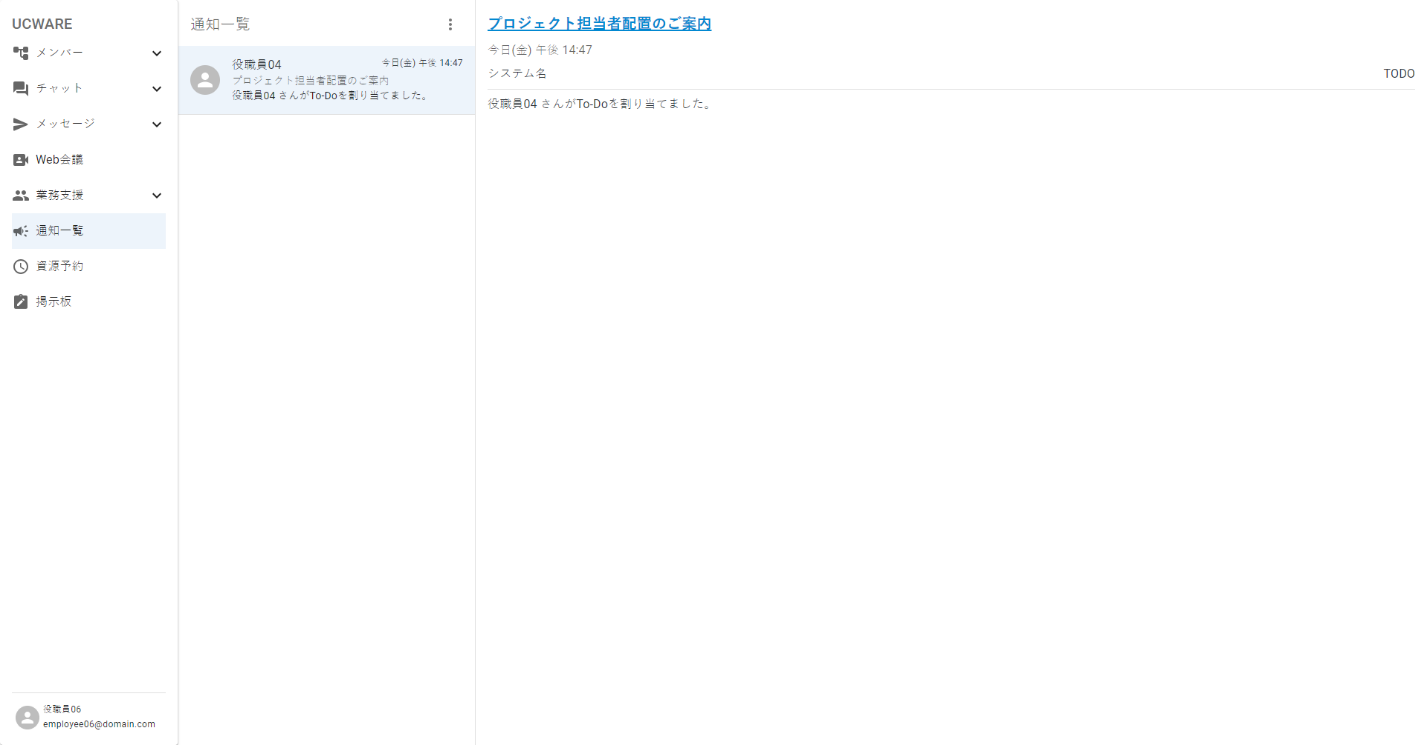 UCWARE
メンバー
チャット
メッセージ
Web会議
業務支援
通知一覧
資源予約
掲示板
役職員06
employee06@domain.com
通知一覧
役職員04
今日(金) 午後 14:47
プロジェクト担当者配置のご案内
役職員04 さんがTo-Doを割り当てました。
プロジェクト担当者配置のご案内
今日(金) 午後 14:47
システム名
TODO
役職員04 さんがTo-Doを割り当てました。